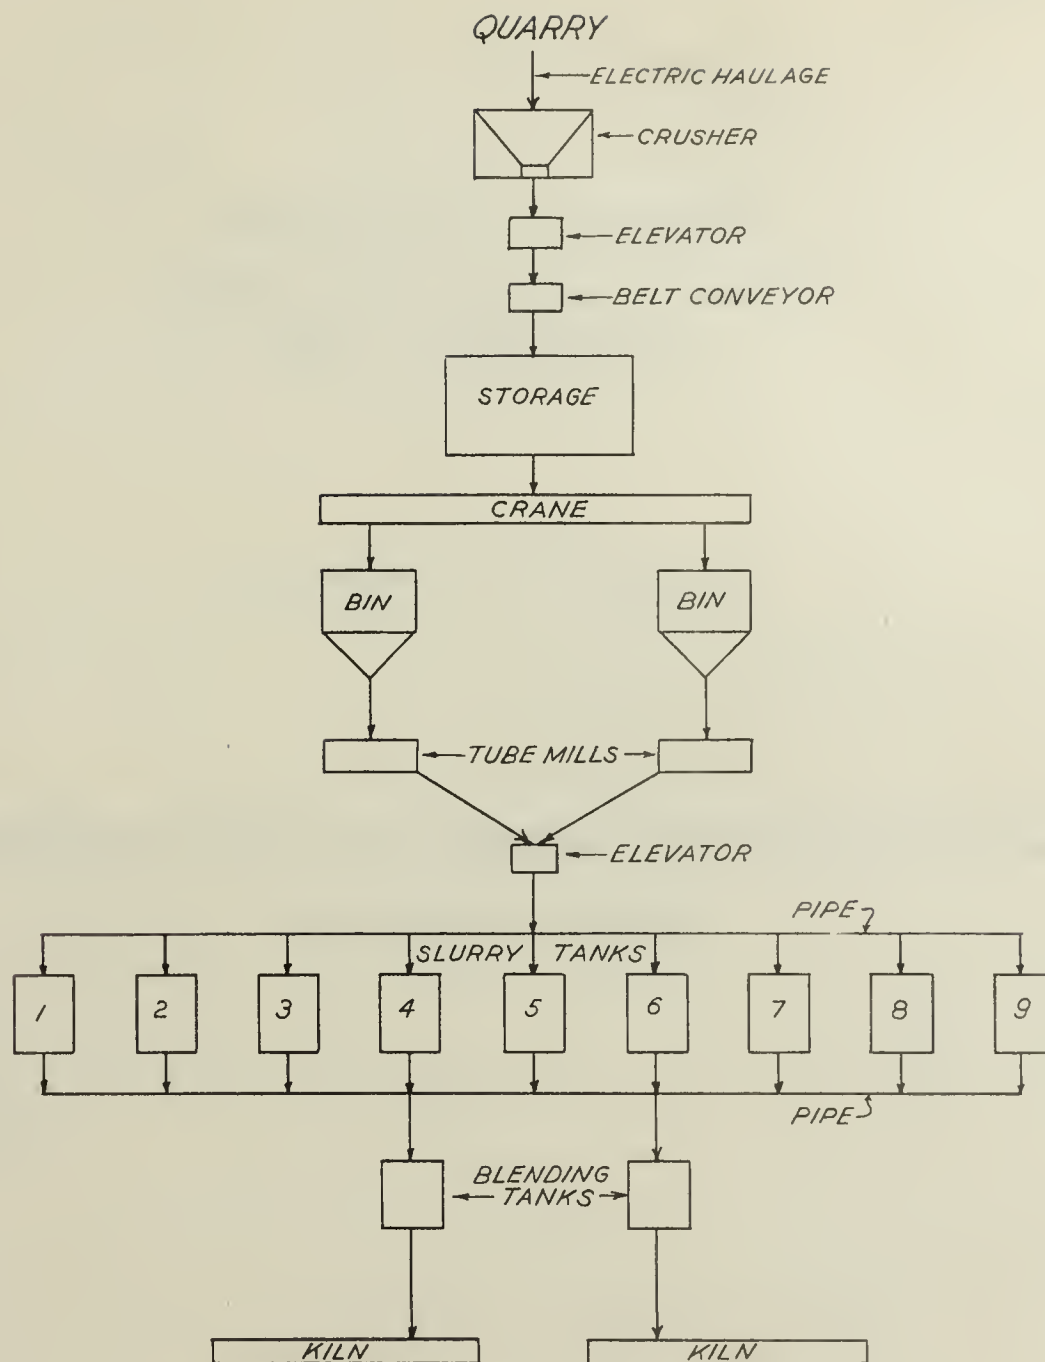 QUARRY
ELECTRIC HAULAGE
CRUSHER
ELEVATOR
BELT CONVEYOR
STORAGE
CRANE
BIN
BIN
TUBE MILLS
ELEVATOR
PIPE
SLURRY TANKS
1 2 3 4 5 6 7 8 9
PIPE
BLENDING
TANKS
KILN
KILN